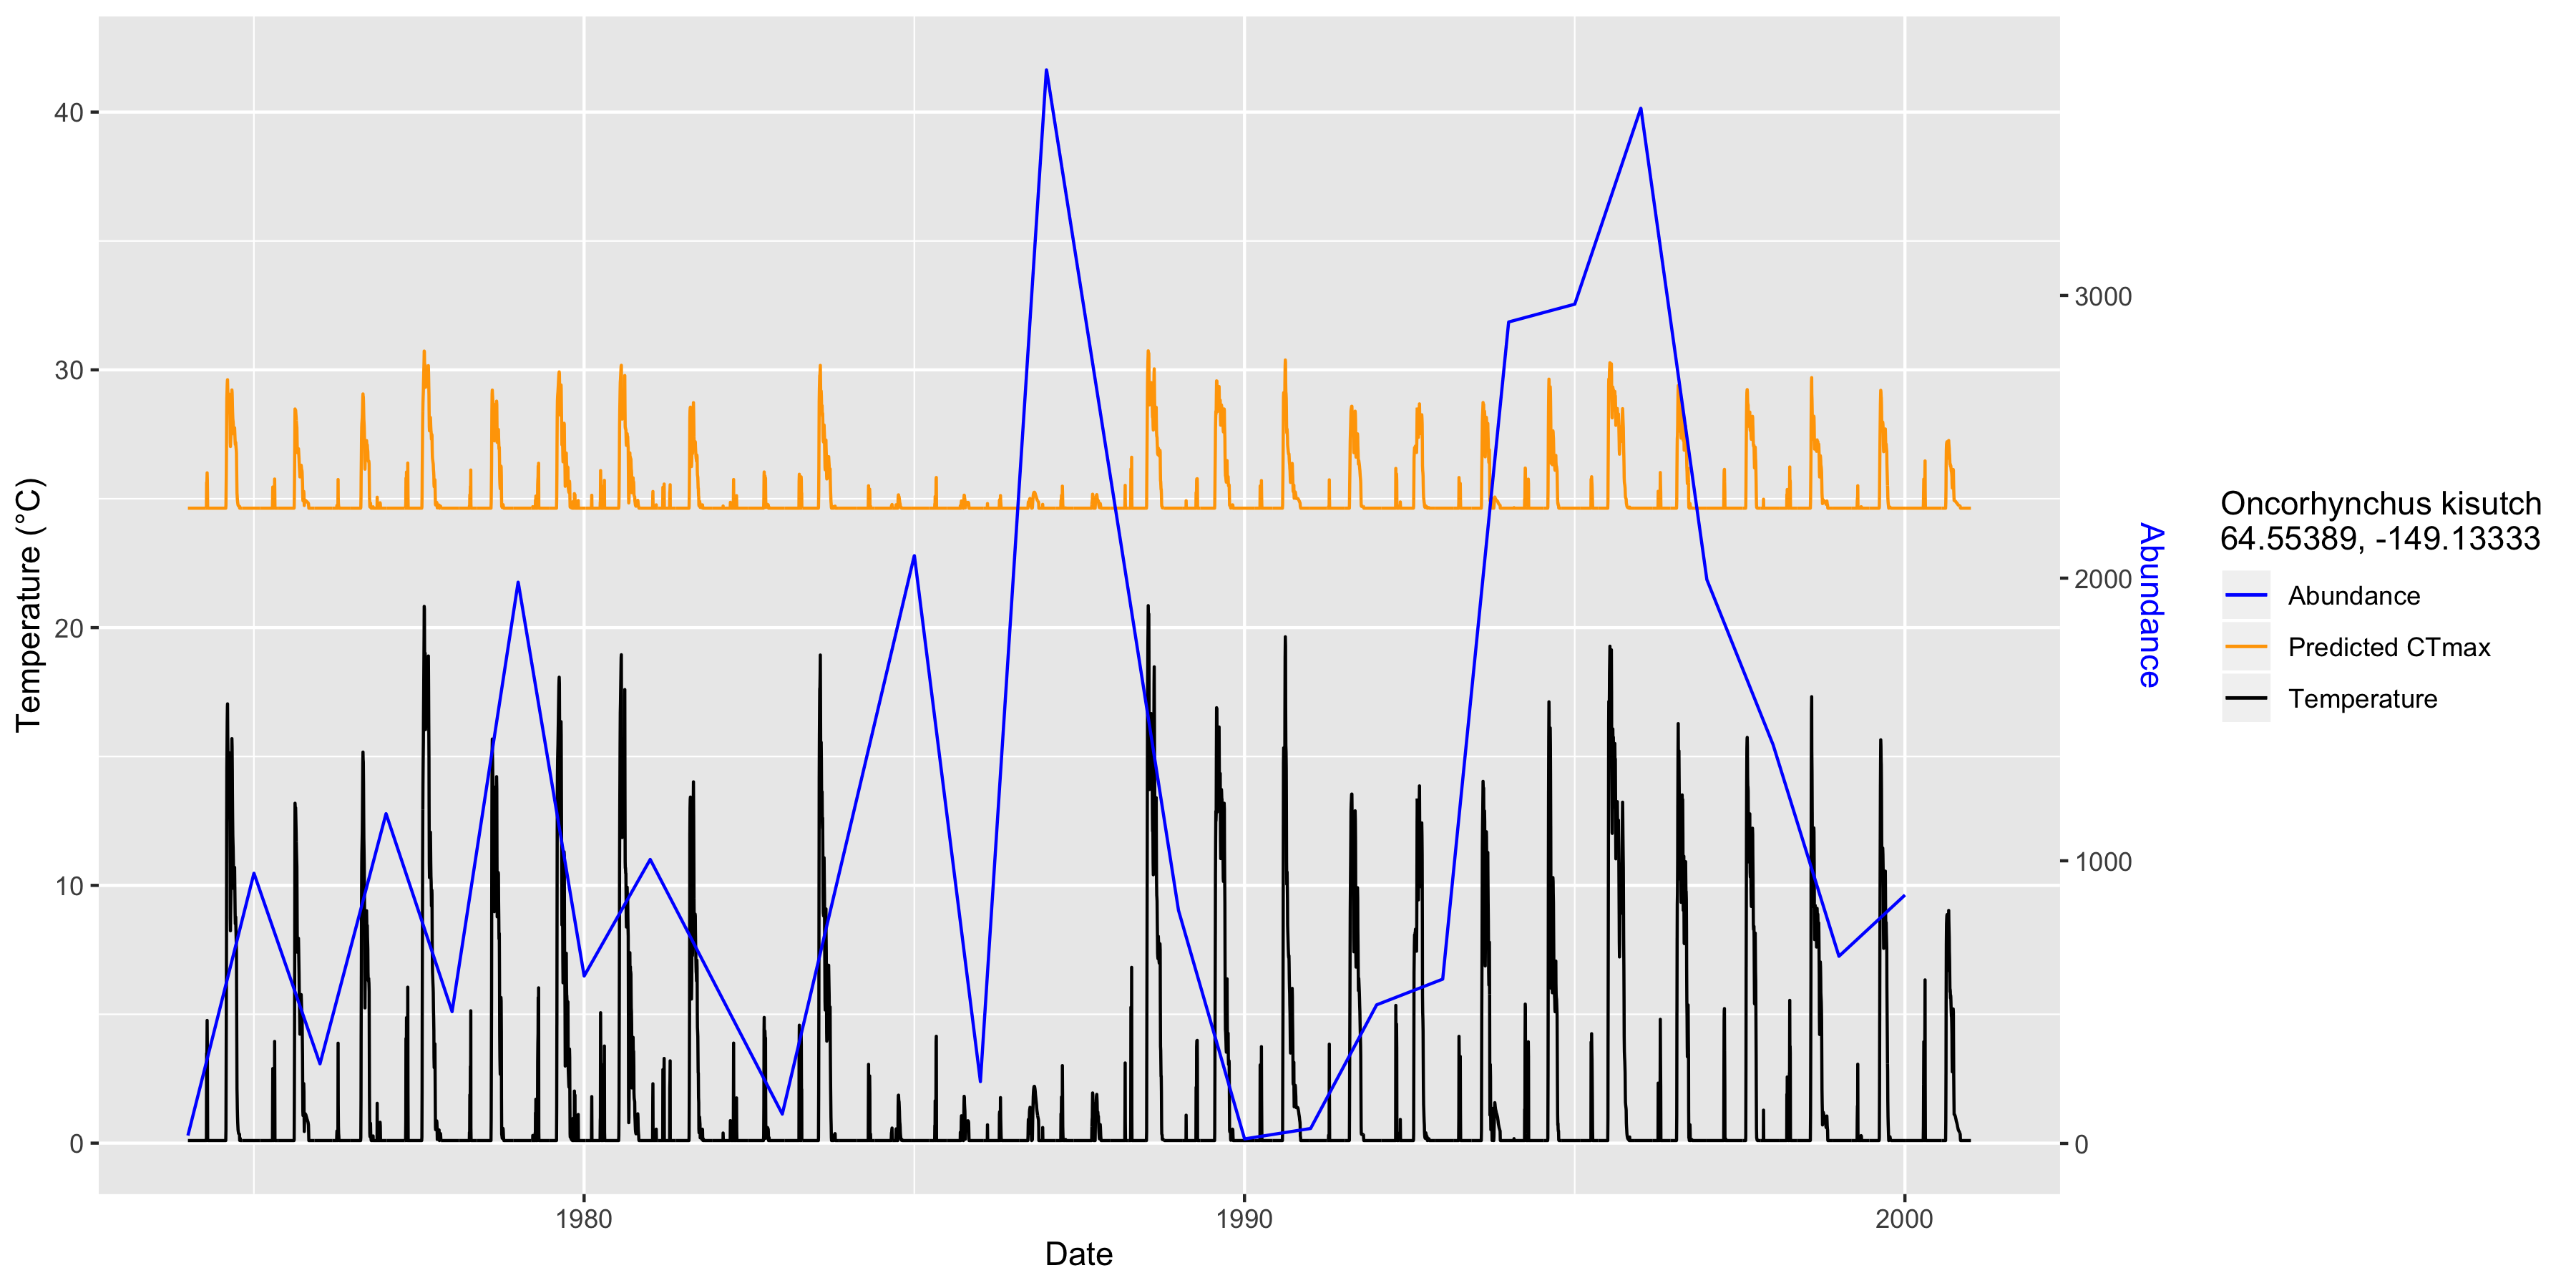 40
30
20
10
0
Temperature (°C)
1980
1990
2000
Date
3000
2000
1000
0
Abundance
Oncorhynchus kisutch
64.55389, -149.13333
Abundance
Predicted CTmax
Temperature